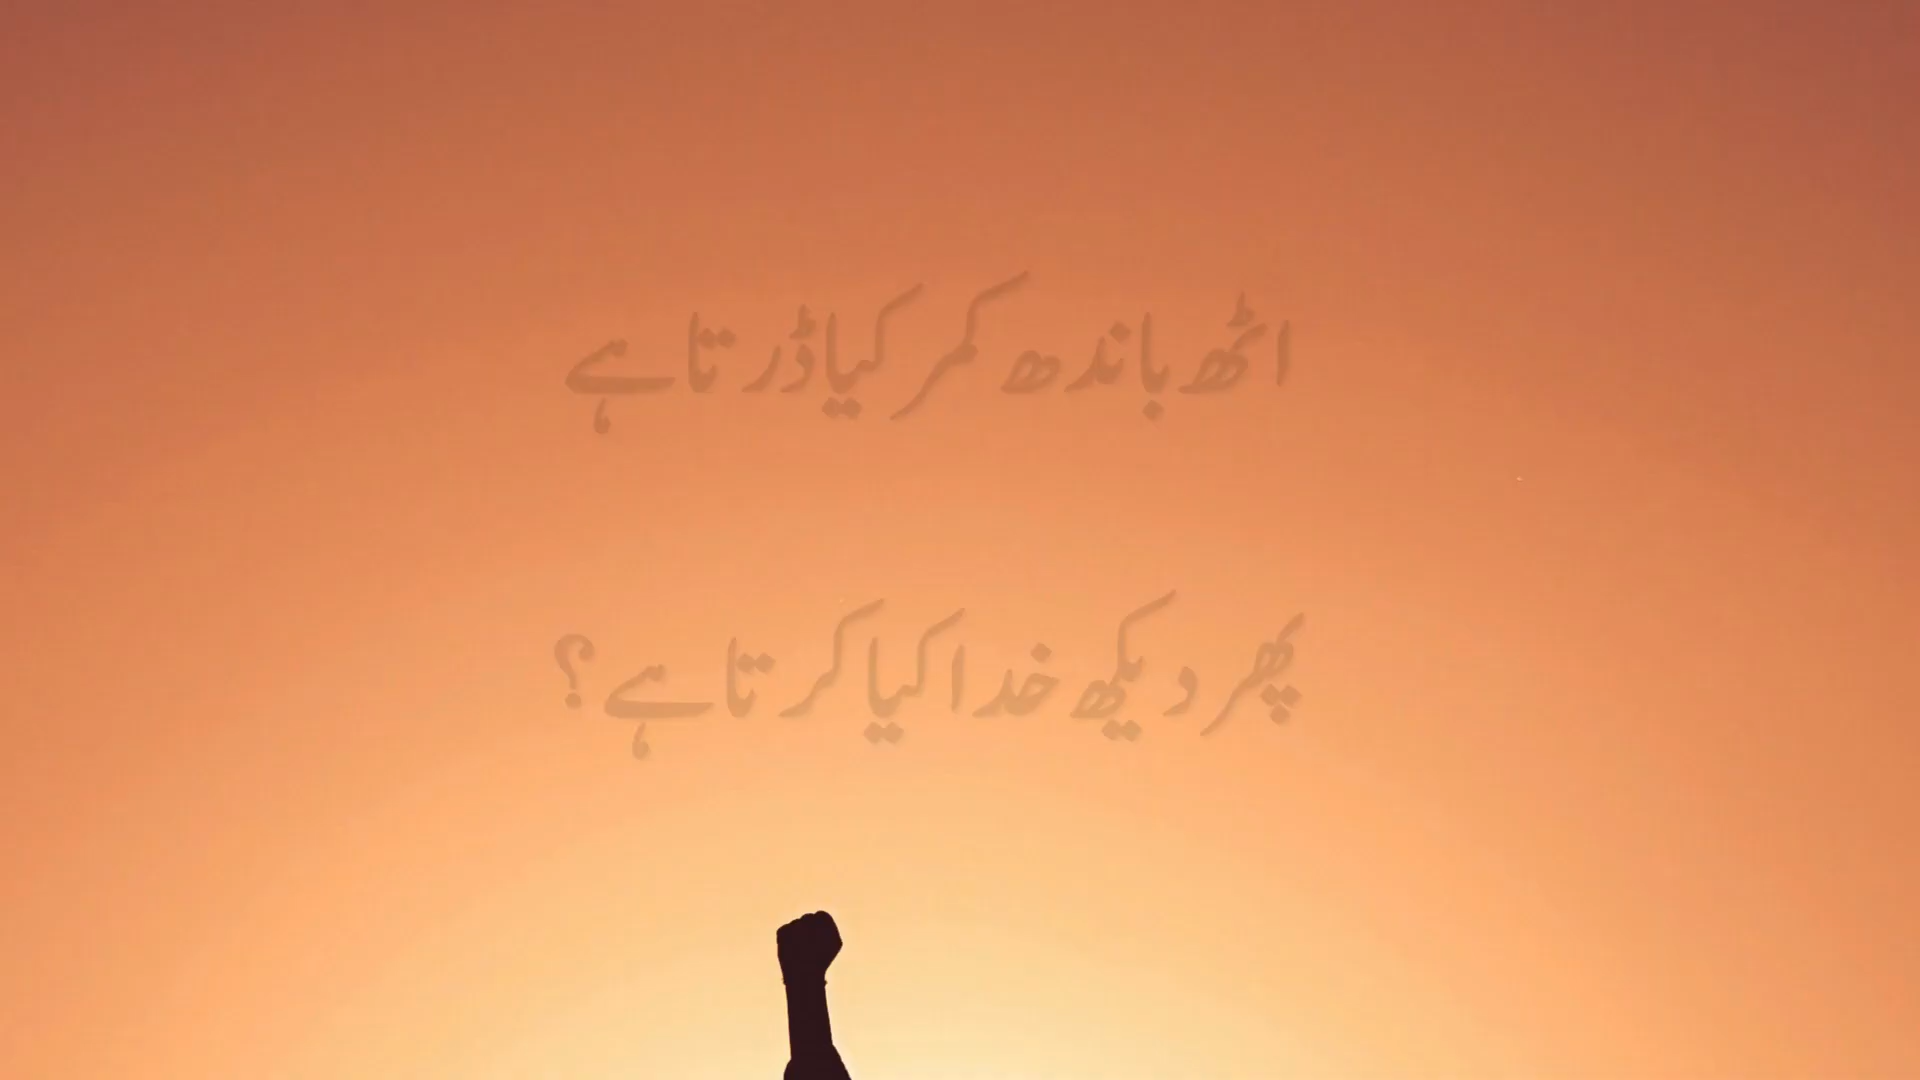 اٹھ باندھ کمر کیا ڈرتا ہے
پھر دیکھ خدا کیا کرتا ہے؟